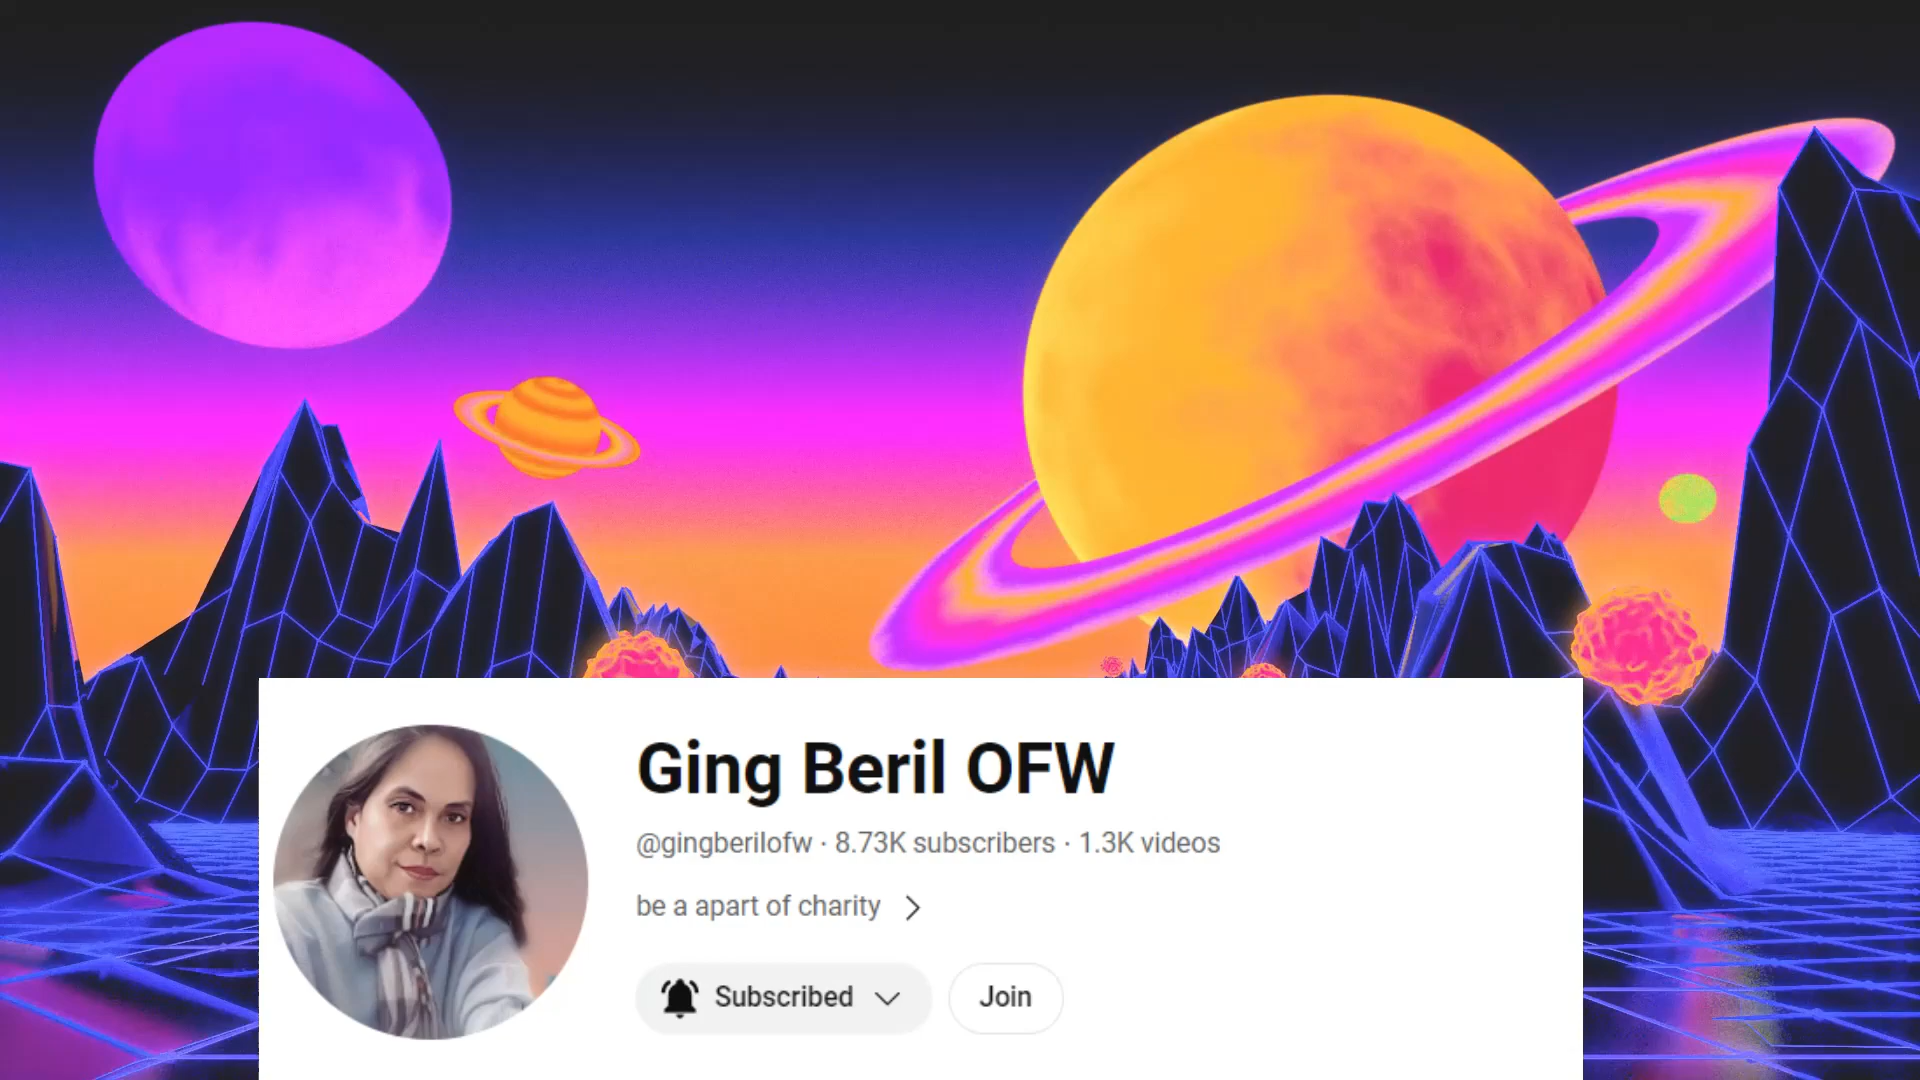 Ging Beril OFW
@gingberilofw · 8.73K subscribers · 1.3K videos
be a apart of charity
Subscribed
Join